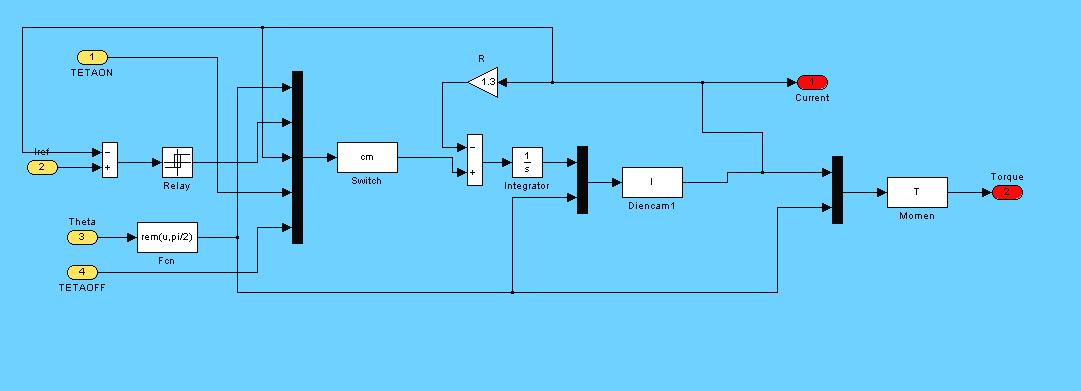 R
1
TETAON
1.3
1
Current
Iref
2
−
+
Relay
cm
Switch
−
+
1
s
Integrator
I
Diencam1
T
Momen
Torque
2
Theta
3
rem(u,pi/2)
Fcn
4
TETAOFF